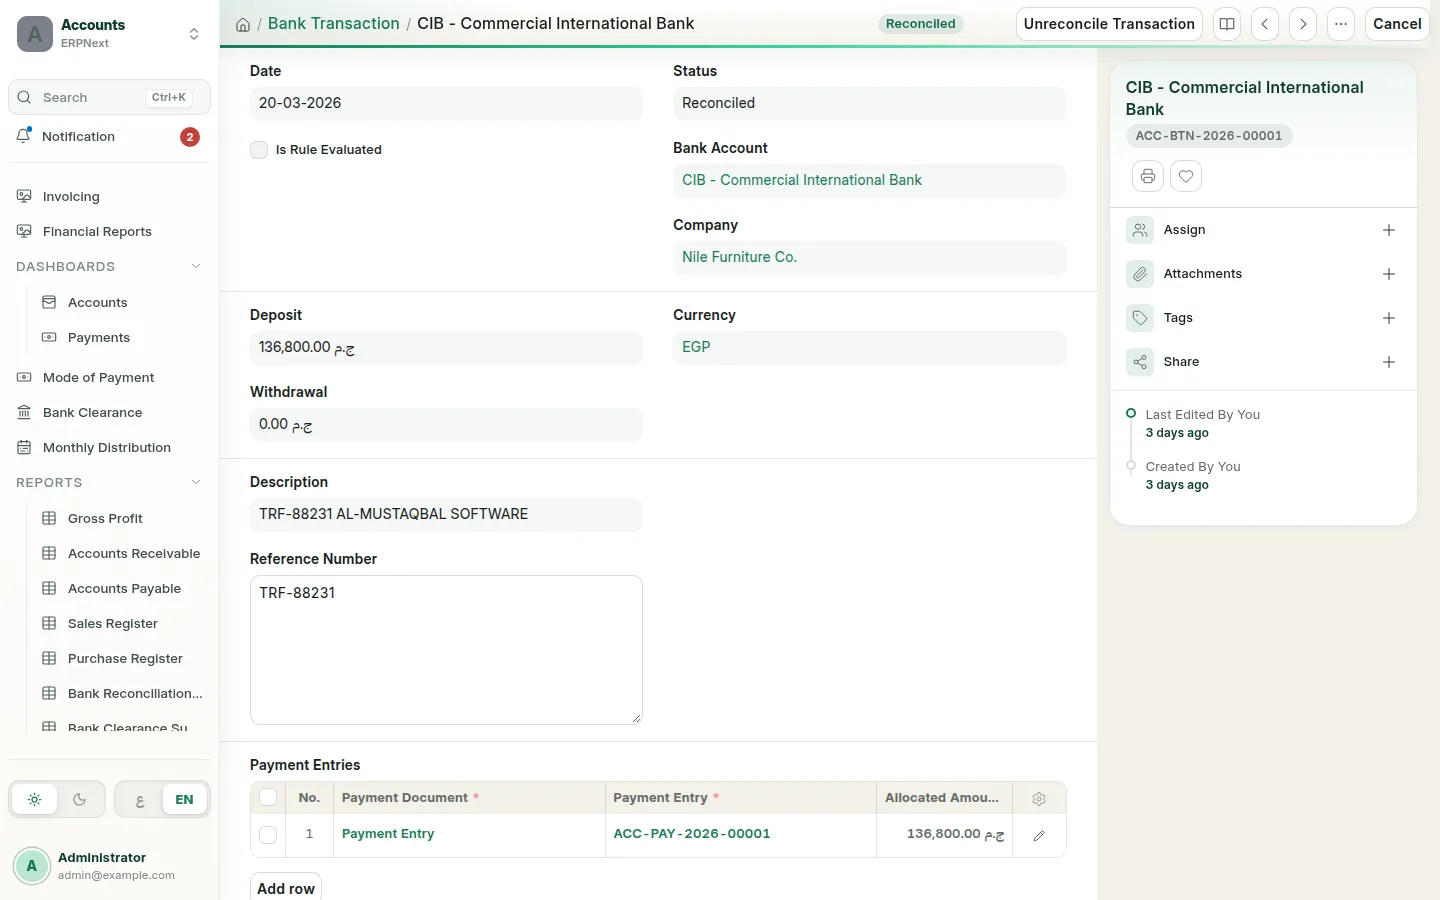 A
Accounts
ERPNext
Search
Ctrl+K
Notification
2
Invoicing
Financial Reports
DASHBOARDS
Accounts
Payments
Mode of Payment
Bank Clearance
Monthly Distribution
REPORTS
Gross Profit
Accounts Receivable
Accounts Payable
Sales Register
Purchase Register
Bank Reconciliation...
Bank Clearance Su
ع
EN
A
Administrator
admin@example.com
/ Bank Transaction / CIB - Commercial International Bank
Reconciled
Unreconcile Transaction
Cancel
Date
20-03-2026
Is Rule Evaluated
Status
Reconciled
Bank Account
CIB - Commercial International Bank
Company
Nile Furniture Co.
Deposit
136,800.00 ج.م
Withdrawal
0.00 ج.م
Currency
EGP
Description
TRF-88231 AL-MUSTAQBAL SOFTWARE
Reference Number
TRF-88231
Payment Entries
No. Payment Document * Payment Entry * Allocated Amou...
1 Payment Entry ACC-PAY-2026-00001 136,800.00 ج.م
Add row
CIB - Commercial International
Bank
ACC-BTN-2026-00001
Assign
Attachments
Tags
Share
Last Edited By You
3 days ago
Created By You
3 days ago